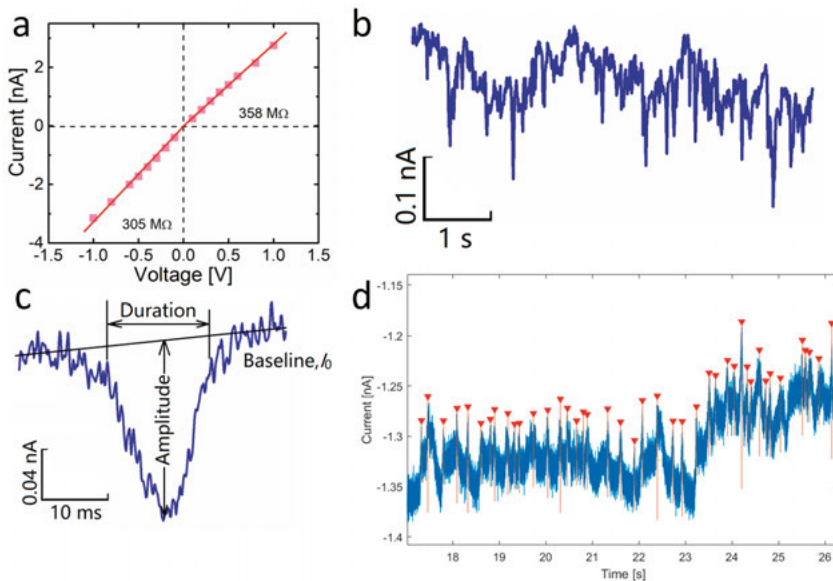 a
Current [nA]
2
0
-2
-4
358 MΩ
305 MΩ
-1.5 -1.0 -0.5 0.0 0.5 1.0 1.5
Voltage [V]
b
0.1 nA
1 s
c
Duration
Baseline, I₀
Amplitude
0.04 nA
10 ms
d
-1.15
-1.2
-1.25
-1.3
-1.35
-1.4
Current [nA]
18 19 20 21 22 23 24 25 26
Time [s]